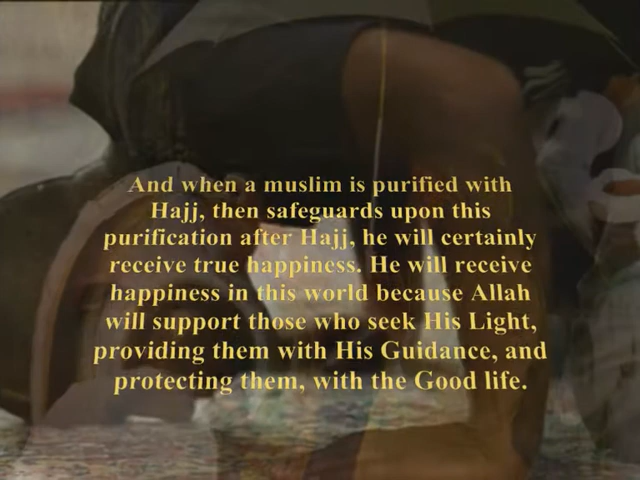 And when a muslim is purified with
Hajj, then safeguards upon this
purification after Hajj, he will certainly
receive true happiness. He will receive
happiness in this world because Allah
will support those who seek His Light,
providing them with His Guidance, and
protecting them, with the Good life.